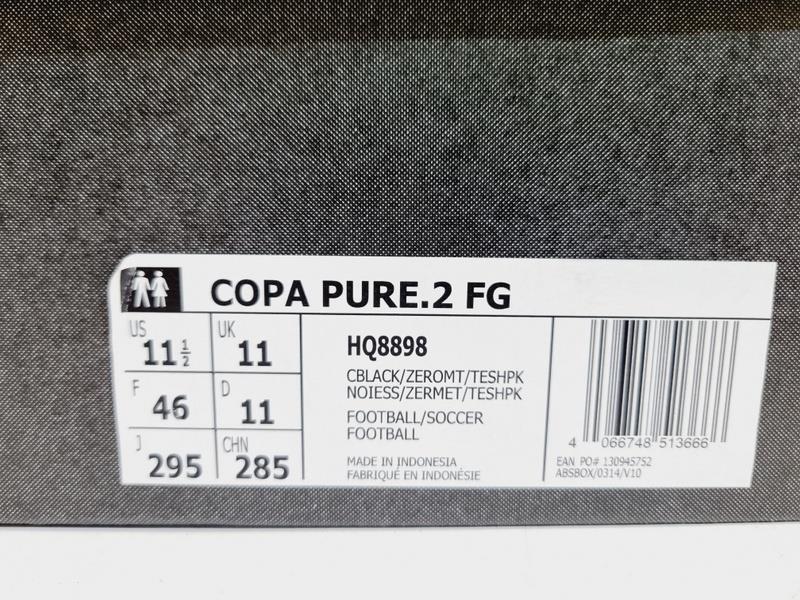 COPA PURE.2 FG
US 11 1/2 UK 11
F 46 D 11
J 295 CHN 285
HQ8898
CBLACK/ZEROMT/TESHPK
NOIESS/ZERMET/TESHPK
FOOTBALL/SOCCER
FOOTBALL
MADE IN INDONESIA
FABRIQUÉ EN INDONÉSIE
4 066748 513666
EAN PO# 130945752
ABSBOX/0314/V10